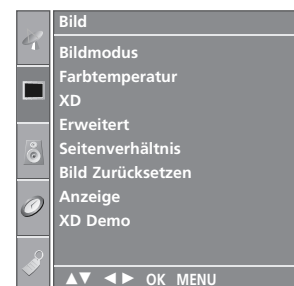 Bild
Bildmodus
Farbtemperatur
XD
Erweitert
Seitenverhältnis
Bild Zurücksetzen
Anzeige
XD Demo
▲▼ ◄► OK MENU